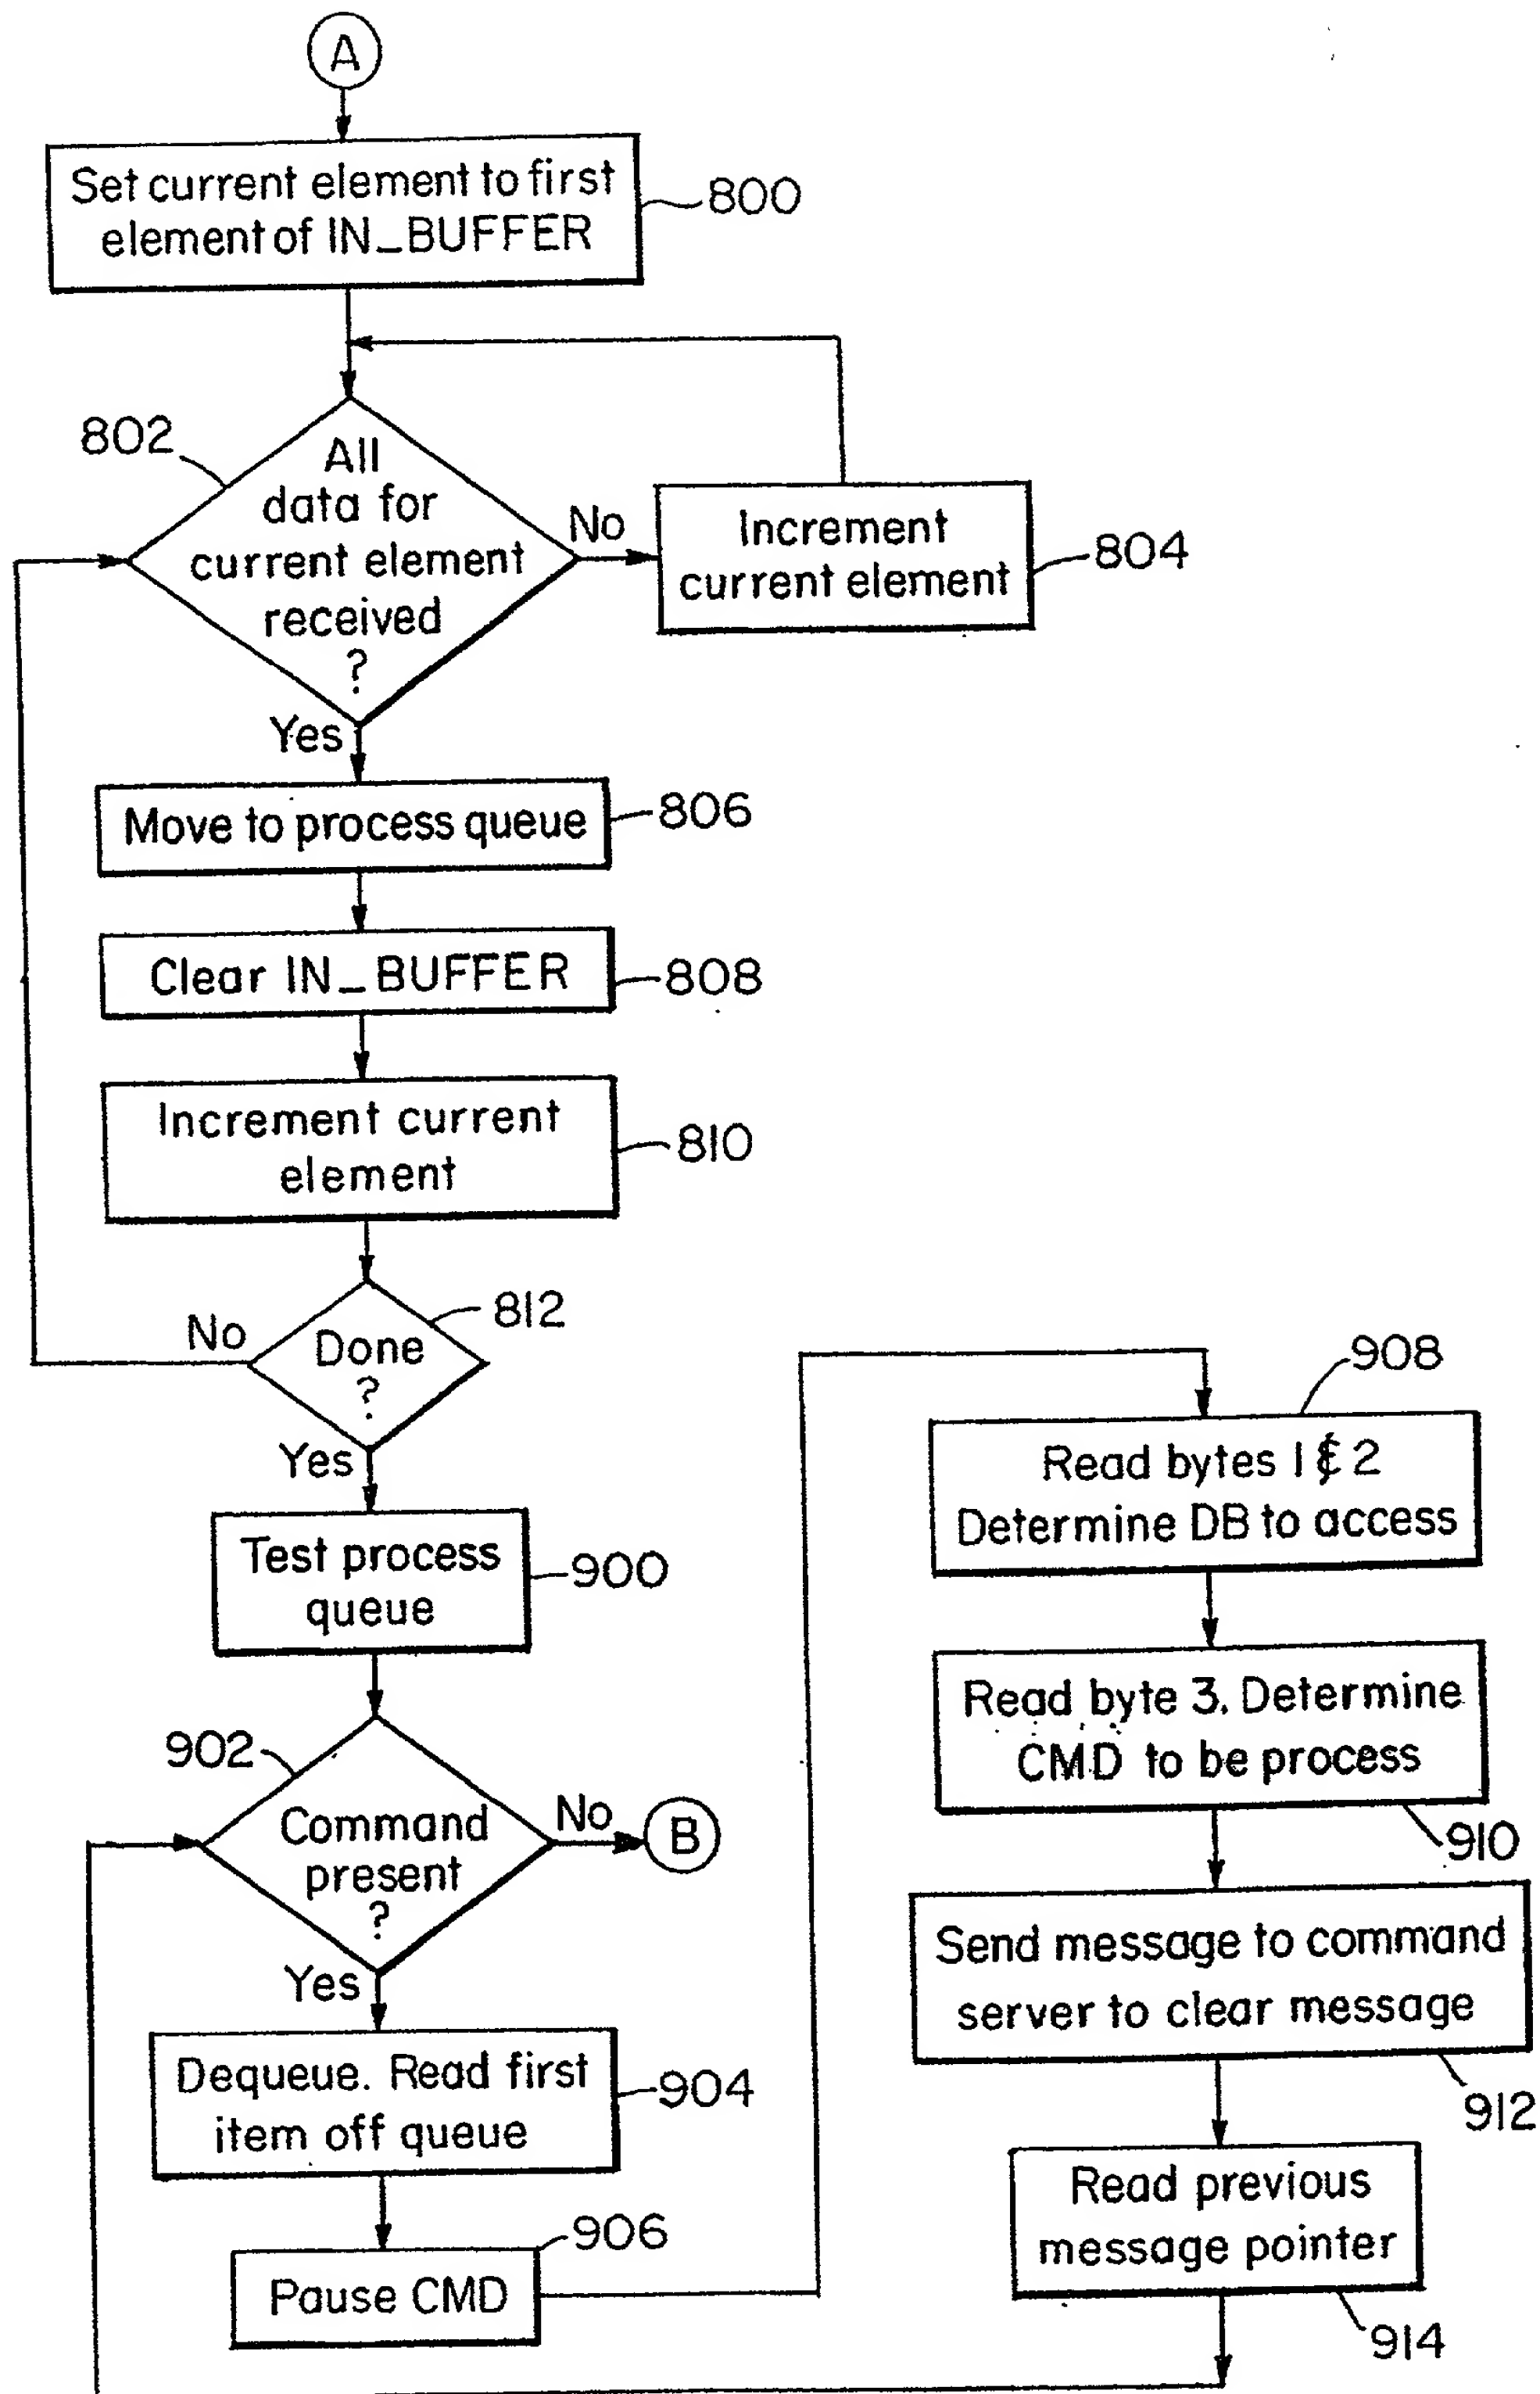 A
Set current element to first
element of IN_BUFFER
800
802
All
data for
current element
received
?
No
Increment
current element
804
Yes
Move to process queue
806
Clear IN_BUFFER
808
Increment current
element
810
812
No
Done
?
Yes
Test process
queue
900
902
Command
present
?
No
B
Yes
Dequeue. Read first
item off queue
904
906
Pause CMD
908
Read bytes 1 & 2
Determine DB to access
Read byte 3. Determine
CMD to be process
910
Send message to command
server to clear message
912
Read previous
message pointer
914